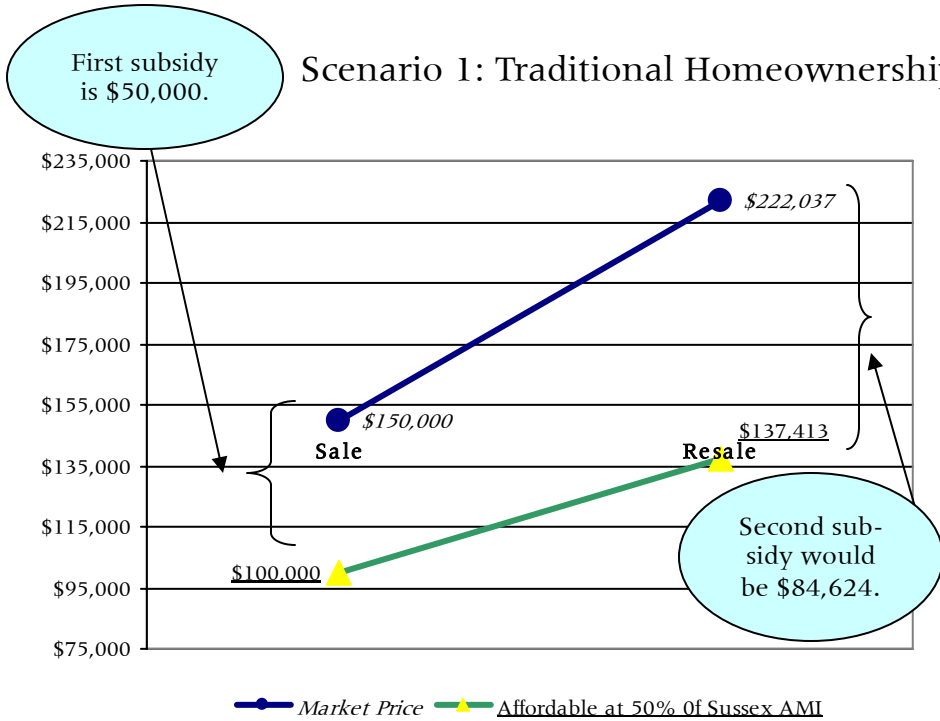 First subsidy
is $50,000.
Scenario 1: Traditional Homeownership
$235,000
$222,037
$215,000
$195,000
$175,000
$155,000
$150,000
$137,413
Sale
Resale
$135,000
$115,000
Second sub-
sidy would
be $84,624.
$100,000
$95,000
$75,000
Market Price
Affordable at 50% 0f Sussex AMI